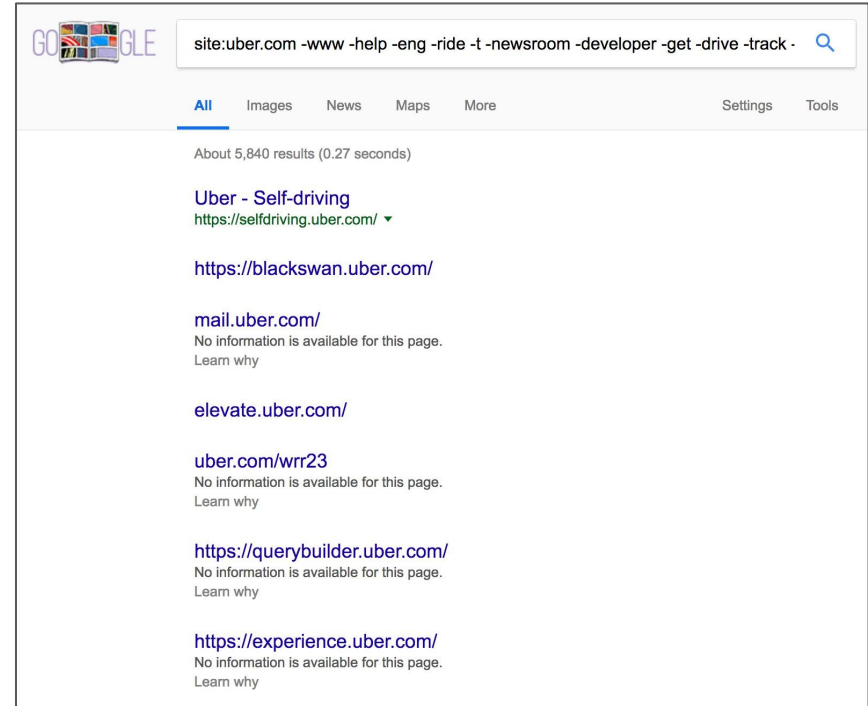 GO GLE
site:uber.com -www -help -eng -ride -t -newsroom -developer -get -drive -track -
All Images News Maps More Settings Tools
About 5,840 results (0.27 seconds)
Uber - Self-driving
https://selfdriving.uber.com/
https://blackswan.uber.com/
mail.uber.com/
No information is available for this page.
Learn why
elevate.uber.com/
uber.com/wrr23
No information is available for this page.
Learn why
https://querybuilder.uber.com/
No information is available for this page.
Learn why
https://experience.uber.com/
No information is available for this page.
Learn why